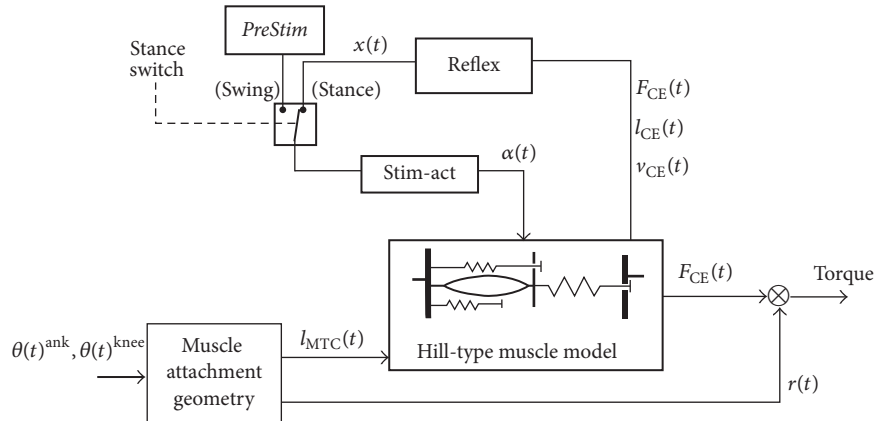 PreStim
x(t)
Reflex
Stance
switch
(Swing)
(Stance)
F_CE(t)
l_CE(t)
v_CE(t)
Stim-act
α(t)
F_CE(t)
Torque
Hill-type muscle model
θ(t)^ank, θ(t)^knee
Muscle
attachment
geometry
l_MTC(t)
r(t)